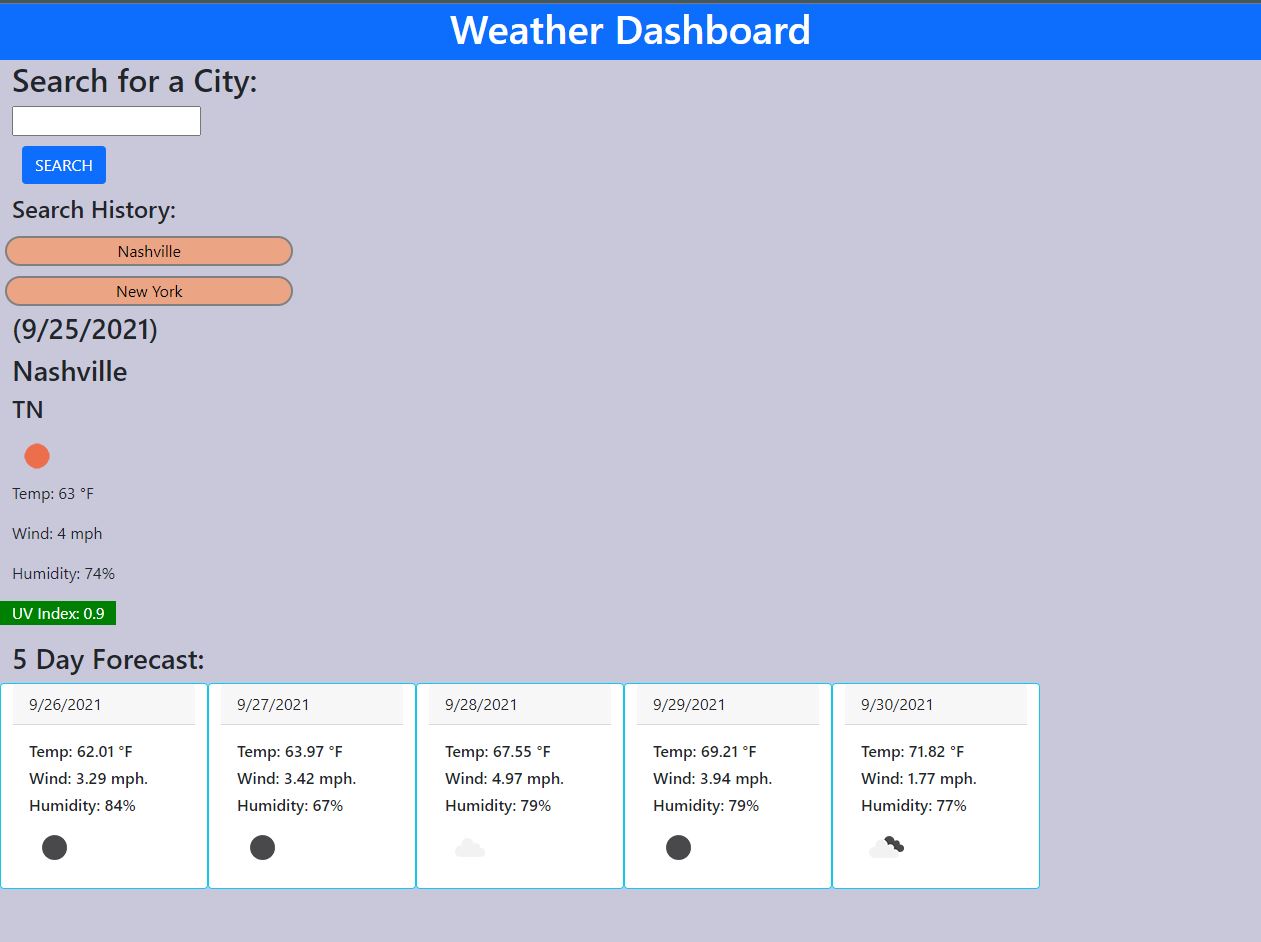 Weather Dashboard
Search for a City:
SEARCH
Search History:
Nashville
New York
(9/25/2021)
Nashville
TN
Temp: 63 °F
Wind: 4 mph
Humidity: 74%
UV Index: 0.9
5 Day Forecast:
9/26/2021
Temp: 62.01 °F
Wind: 3.29 mph.
Humidity: 84%
9/27/2021
Temp: 63.97 °F
Wind: 3.42 mph.
Humidity: 67%
9/28/2021
Temp: 67.55 °F
Wind: 4.97 mph.
Humidity: 79%
9/29/2021
Temp: 69.21 °F
Wind: 3.94 mph.
Humidity: 79%
9/30/2021
Temp: 71.82 °F
Wind: 1.77 mph.
Humidity: 77%